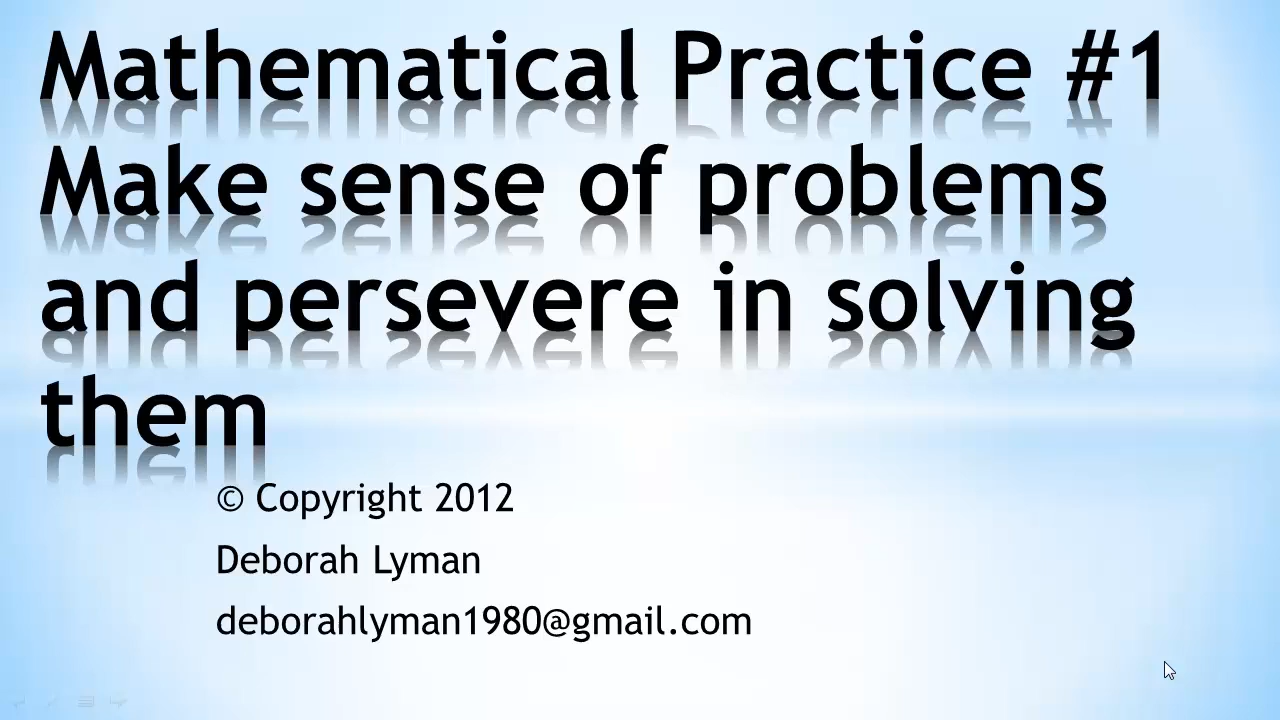 Mathematical Practice #1
Make sense of problems
and persevere in solving
them
© Copyright 2012
Deborah Lyman
deborahlyman1980@gmail.com